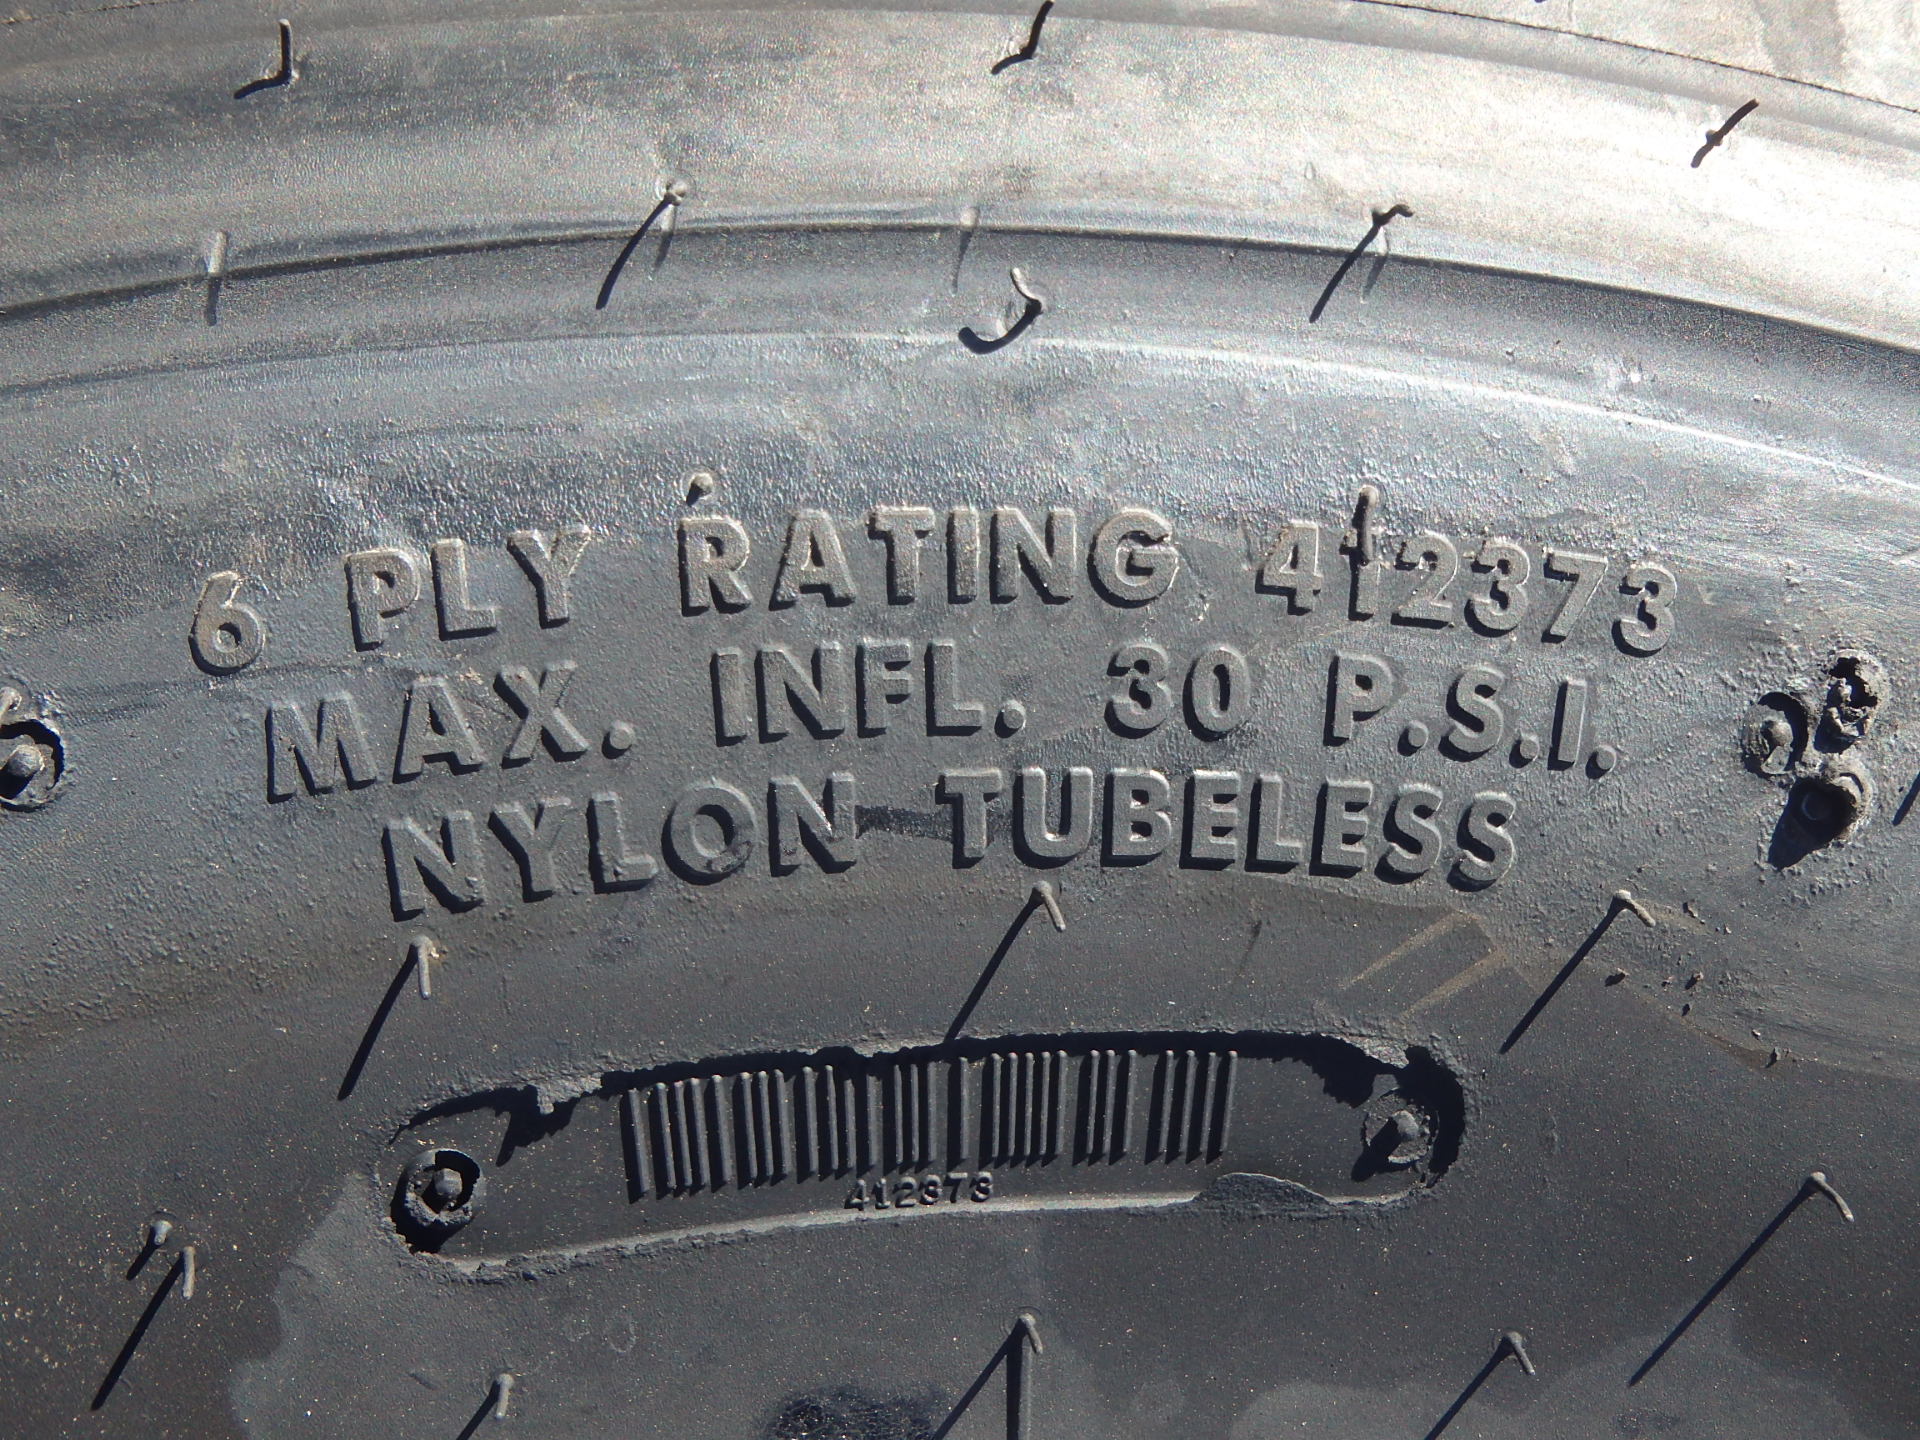 6 PLY RATING 412373
MAX. INFL. 30 P.S.I.
NYLON TUBELESS
412373